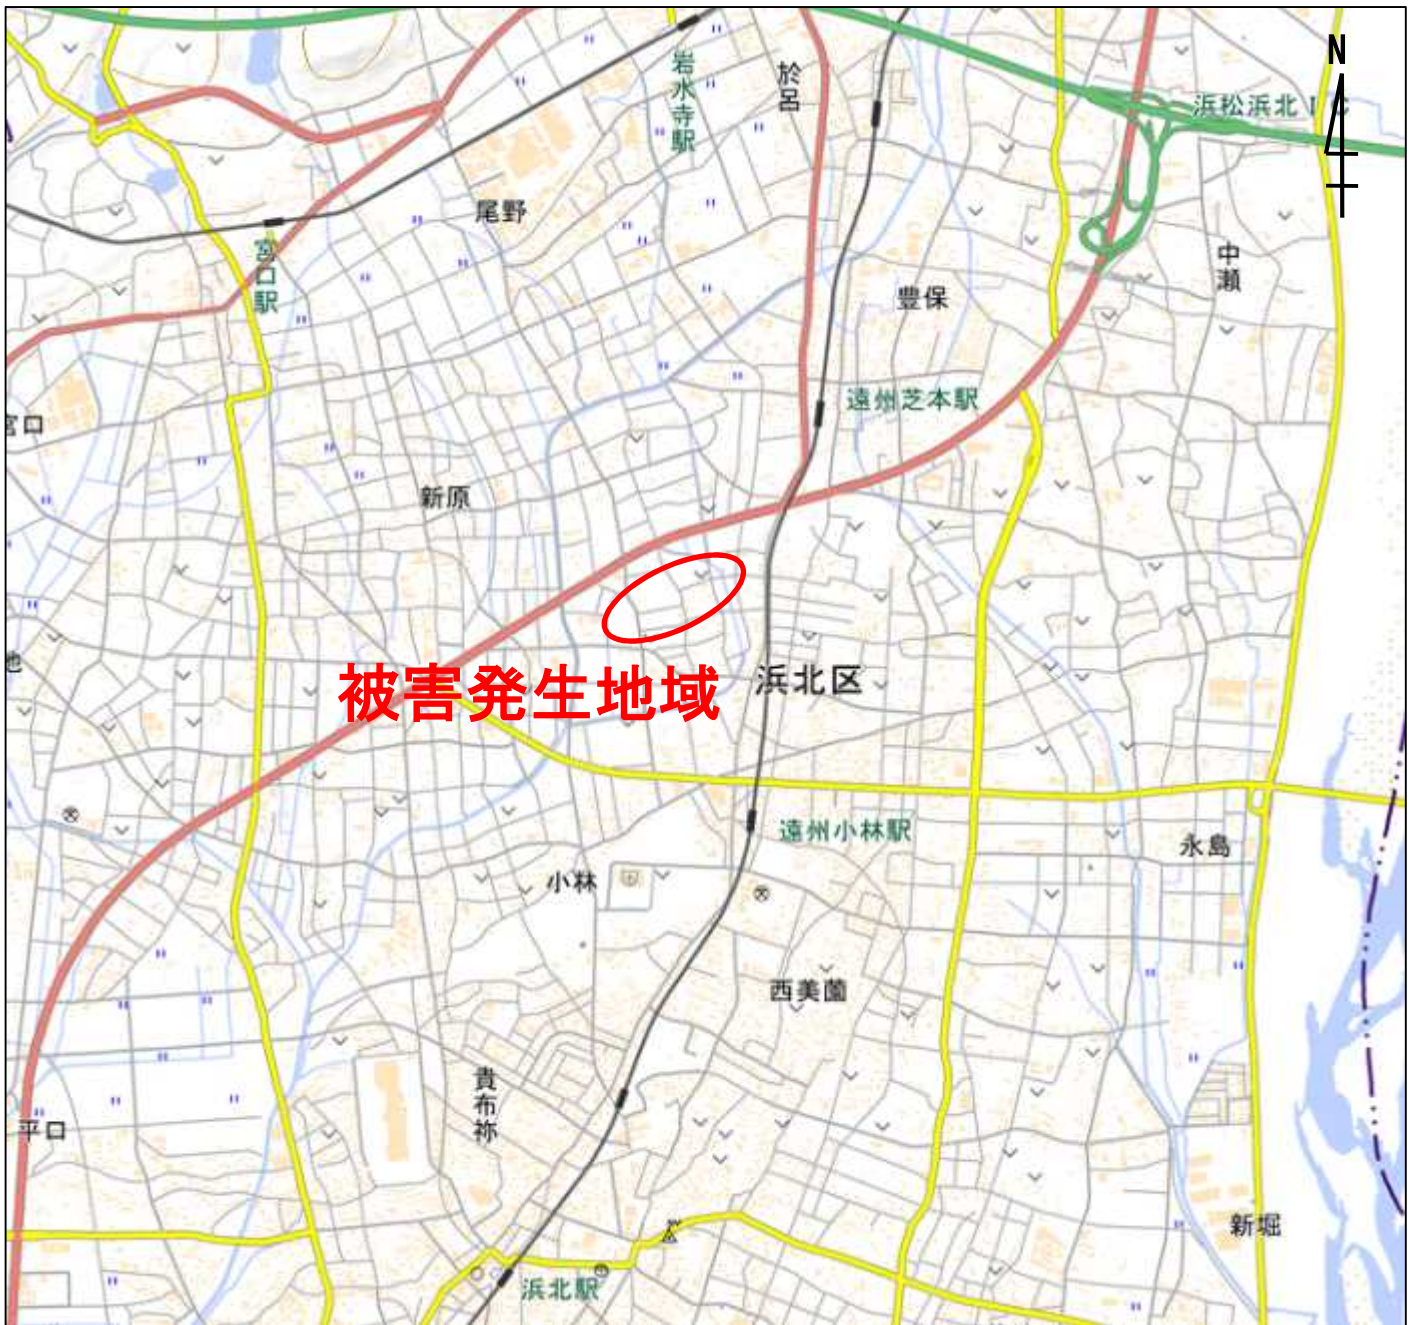 N
岩水寺駅
於呂
浜松浜北IC
尾野
宮口駅
中瀬
豊保
遠州芝本駅
宮口
新原
被害発生地域
浜北区
遠州小林駅
永島
小林
西美薗
貴布祢
平口
新堀
浜北駅